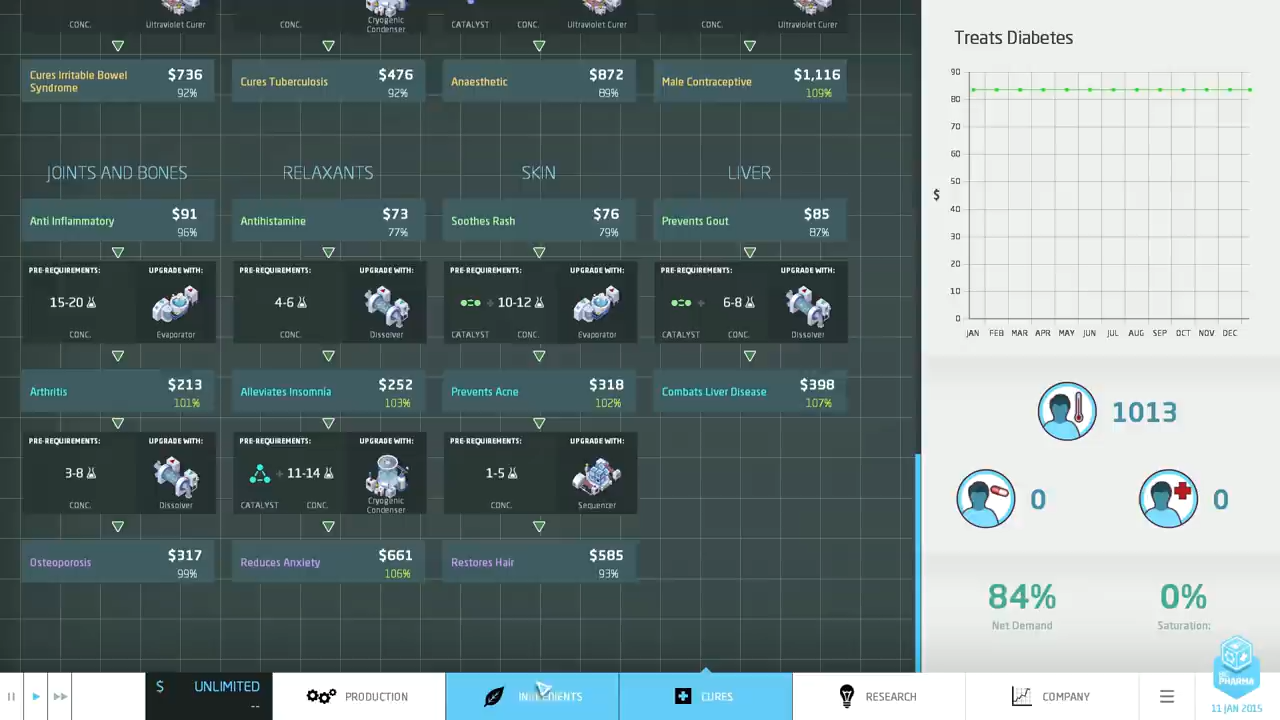 CONC.
Ultraviolet Curer
CONC.
Cryogenic
Condenser
CATALYST
CONC.
Ultraviolet Curer
CONC.
Ultraviolet Curer
Cures Irritable Bowel
Syndrome
$736
92%
Cures Tuberculosis
$476
92%
Anaesthetic
$872
89%
Male Contraceptive
$1,116
109%
JOINTS AND BONES
RELAXANTS
SKIN
LIVER
Anti Inflammatory
$91
96%
Antihistamine
$73
77%
Soothes Rash
$76
79%
Prevents Gout
$85
87%
PRE-REQUIREMENTS:
UPGRADE WITH:
15-20
CONC.
Evaporator
PRE-REQUIREMENTS:
UPGRADE WITH:
4-6
CONC.
Dissolver
PRE-REQUIREMENTS:
UPGRADE WITH:
+ 10-12
CATALYST
CONC.
Evaporator
PRE-REQUIREMENTS:
UPGRADE WITH:
+ 6-8
CATALYST
CONC.
Dissolver
Arthritis
$213
101%
Alleviates Insomnia
$252
103%
Prevents Acne
$318
102%
Combats Liver Disease
$398
107%
PRE-REQUIREMENTS:
UPGRADE WITH:
3-8
CONC.
Dissolver
PRE-REQUIREMENTS:
UPGRADE WITH:
+ 11-14
CATALYST
CONC.
Cryogenic
Condenser
PRE-REQUIREMENTS:
UPGRADE WITH:
1-5
CONC.
Sequencer
Osteoporosis
$317
99%
Reduces Anxiety
$661
106%
Restores Hair
$585
93%
Treats Diabetes
90
80
70
60
50
$
40
30
20
10
0
JAN FEB MAR APR MAY JUN JUL AUG SEP OCT NOV DEC
1013
0
0
84%
Net Demand
0%
Saturation:
$ UNLIMITED
--
PRODUCTION
INGREDIENTS
CURES
RESEARCH
COMPANY
PHARMA
11 JAN 2015